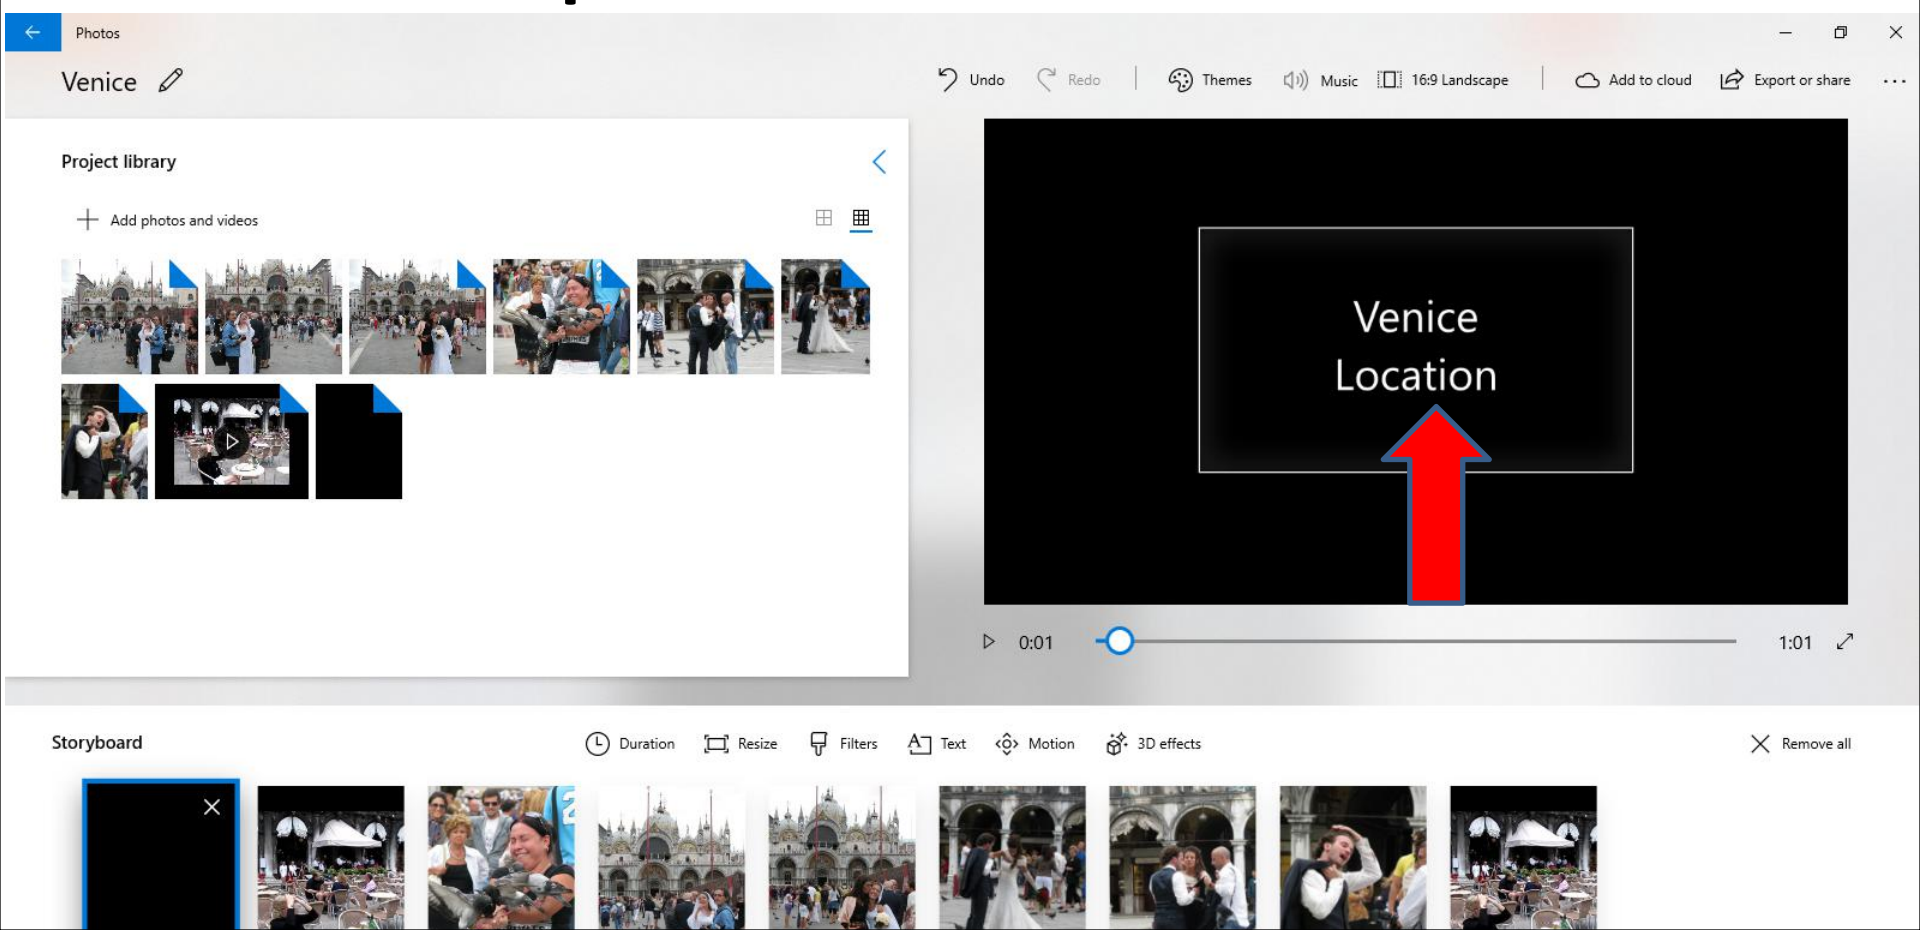 Photos
Venice
Undo Redo Themes Music 16:9 Landscape Add to cloud Export or share ...
Project library
Add photos and videos
Venice
Location
0:01 1:01
Storyboard Duration Resize Filters Text Motion 3D effects Remove all